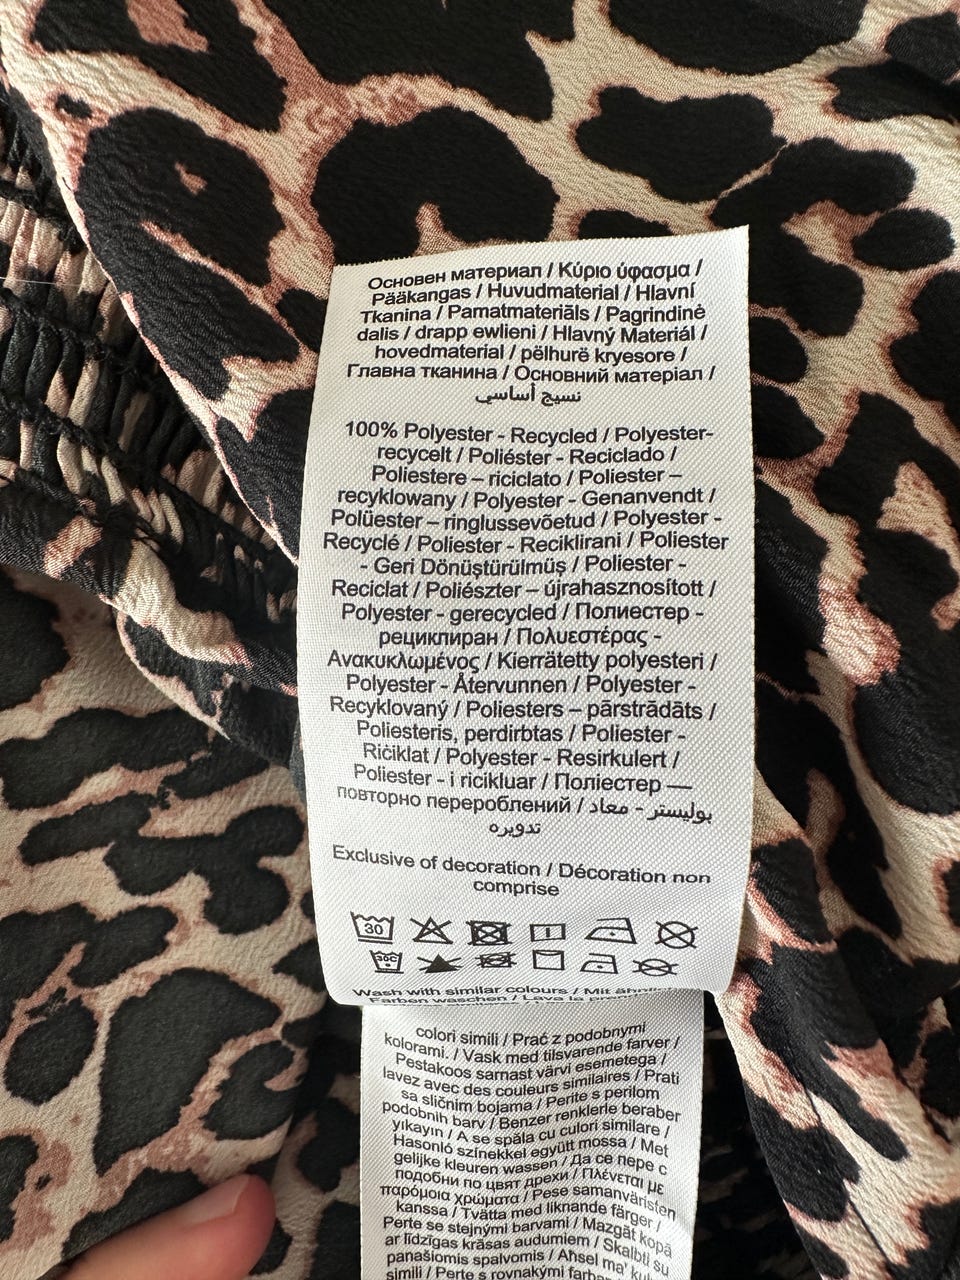 Основен материал / Κύριο ύφασμα /
Pääkangas / Huvudmaterial / Hlavní
Tkanina / Pamatmateriāls / Pagrindinė
dalis / drapp ewlieni / Hlavný Materiál /
hovedmaterial / pëlhurë kryesore /
Главна тканина / Основний матеріал /
نسيج أساسي
100% Polyester - Recycled / Polyester-
recycelt / Poliéster - Reciclado /
Poliestere – riciclato / Poliester –
recyklowany / Polyester - Genanvendt /
Polüester – ringlussevõetud / Polyester -
Recyclé / Poliester - Reciklirani / Poliester
- Geri Dönüştürülmüş / Poliester -
Reciclat / Poliészter – újrahasznosított /
Polyester - gerecycled / Полиестер -
рециклиран / Πολυεστέρας -
Ανακυκλωμένος / Kierrätetty polyesteri /
Polyester - Återvunnen / Polyester -
Recyklovaný / Poliesters – pārstrādāts /
Poliesteris, perdirbtas / Poliester -
Riċiklat / Polyester - Resirkulert /
Poliester - i ricikluar / Поліестер —
повторно перероблений / بوليستر - معاد
تدويره
Exclusive of decoration / Décoration non
comprise
30
30C
Wash with similar colours / Mit
Farben waschen / Lava la
colori simili / Prać z podobnymi
kolorami. / Vask med tilsvarende farver /
Pestakoos sarnast värvi esemetega /
lavez avec des couleurs similaires / Prati
sa sličnim bojama / Perite s perilom
podobnih barv / Benzer renklerle beraber
yıkayın / A se spăla cu culori similare /
Hasonló színekkel együtt mossa / Met
gelijke kleuren wassen / Да се пере с
подобни по цвят дрехи / Πλένεται με
παρόμοια χρώματα / Pese samanväristen
kanssa / Tvätta med liknande färger /
Perte se stejnými barvami / Mazgāt kopā
ar līdzīgas krāsas audumiem / Skalbti su
panašiomis spalvomis / Aħsel ma'
simili / Perte s rovnakými